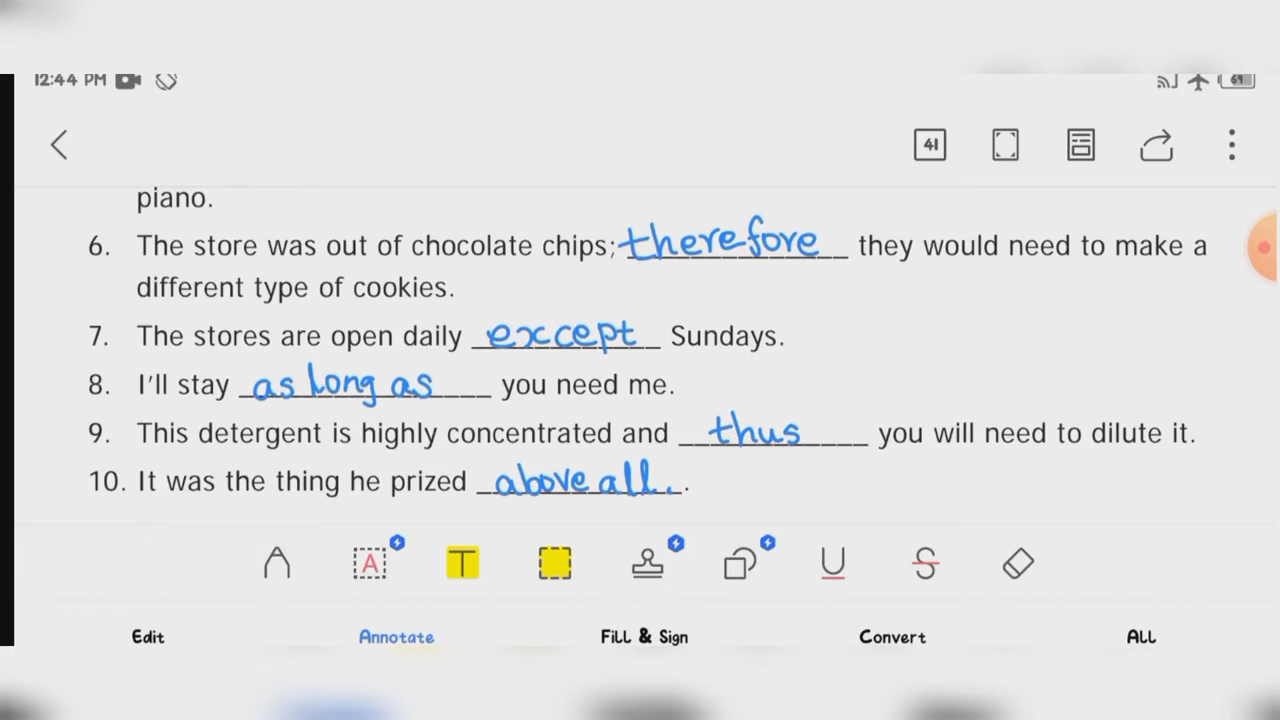 12:44 PM
69
41
piano.
6. The store was out of chocolate chips; therefore they would need to make a
different type of cookies.
7. The stores are open daily except Sundays.
8. I'll stay as long as you need me.
9. This detergent is highly concentrated and thus you will need to dilute it.
10. It was the thing he prized above all. .
A T U S
Edit Annotate Fill & Sign Convert All